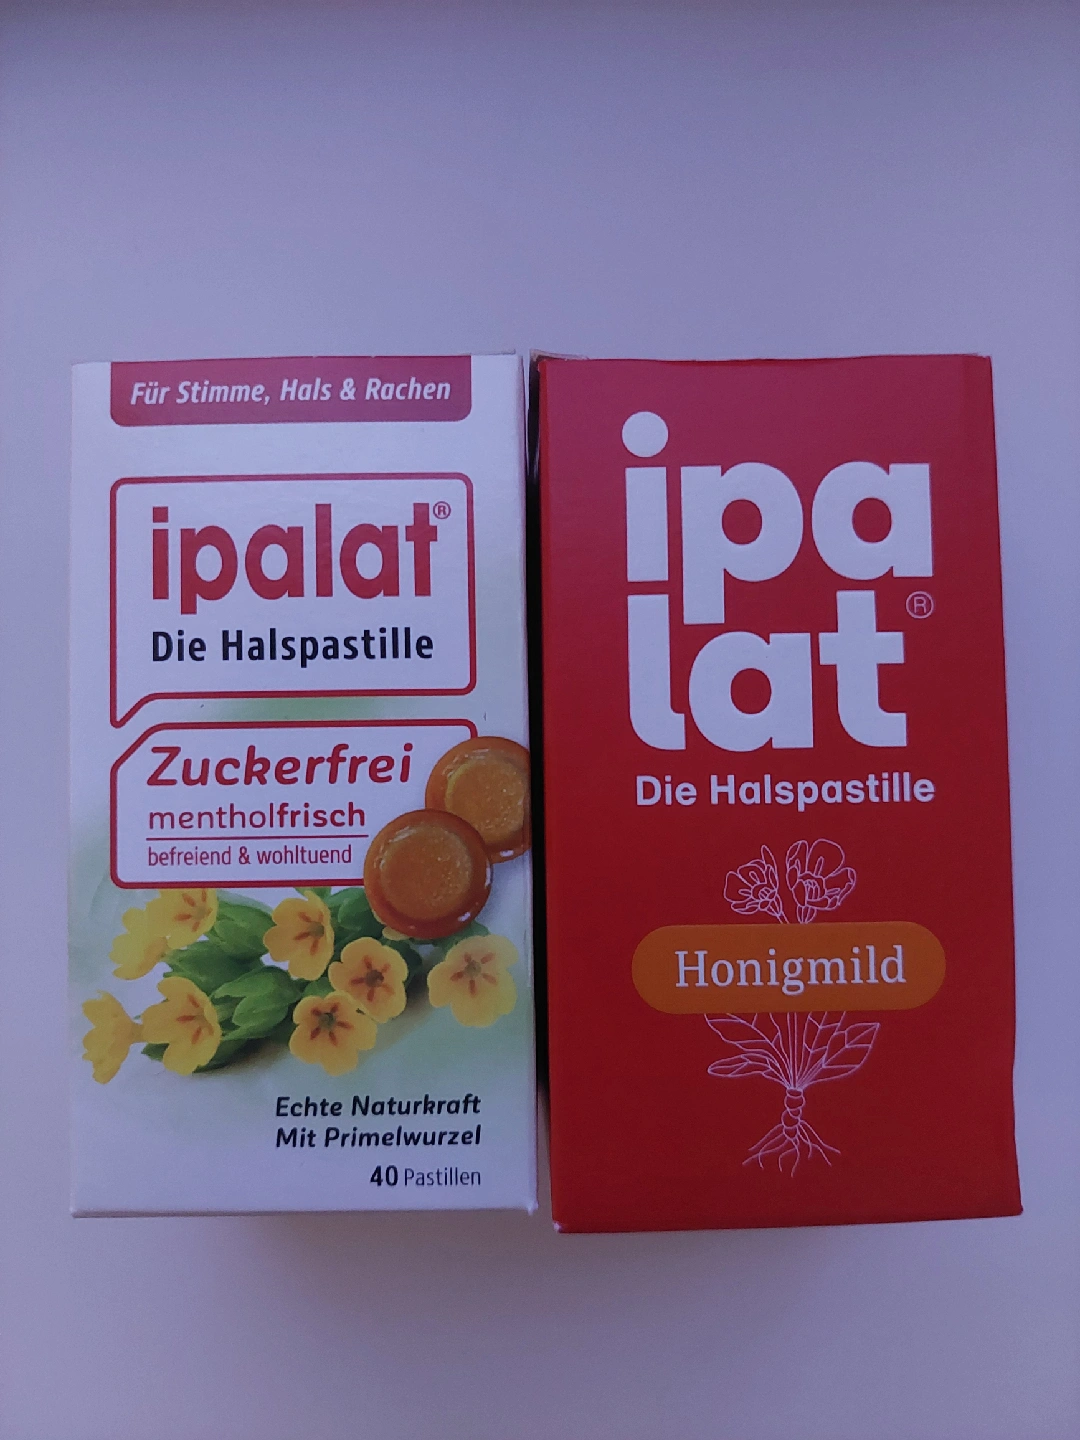 Für Stimme, Hals & Rachen
ipalat®
Die Halspastille
Zuckerfrei
mentholfrisch
befreiend & wohltuend
Echte Naturkraft
Mit Primelwurzel
40 Pastillen
ipa
lat®
Die Halspastille
Honigmild